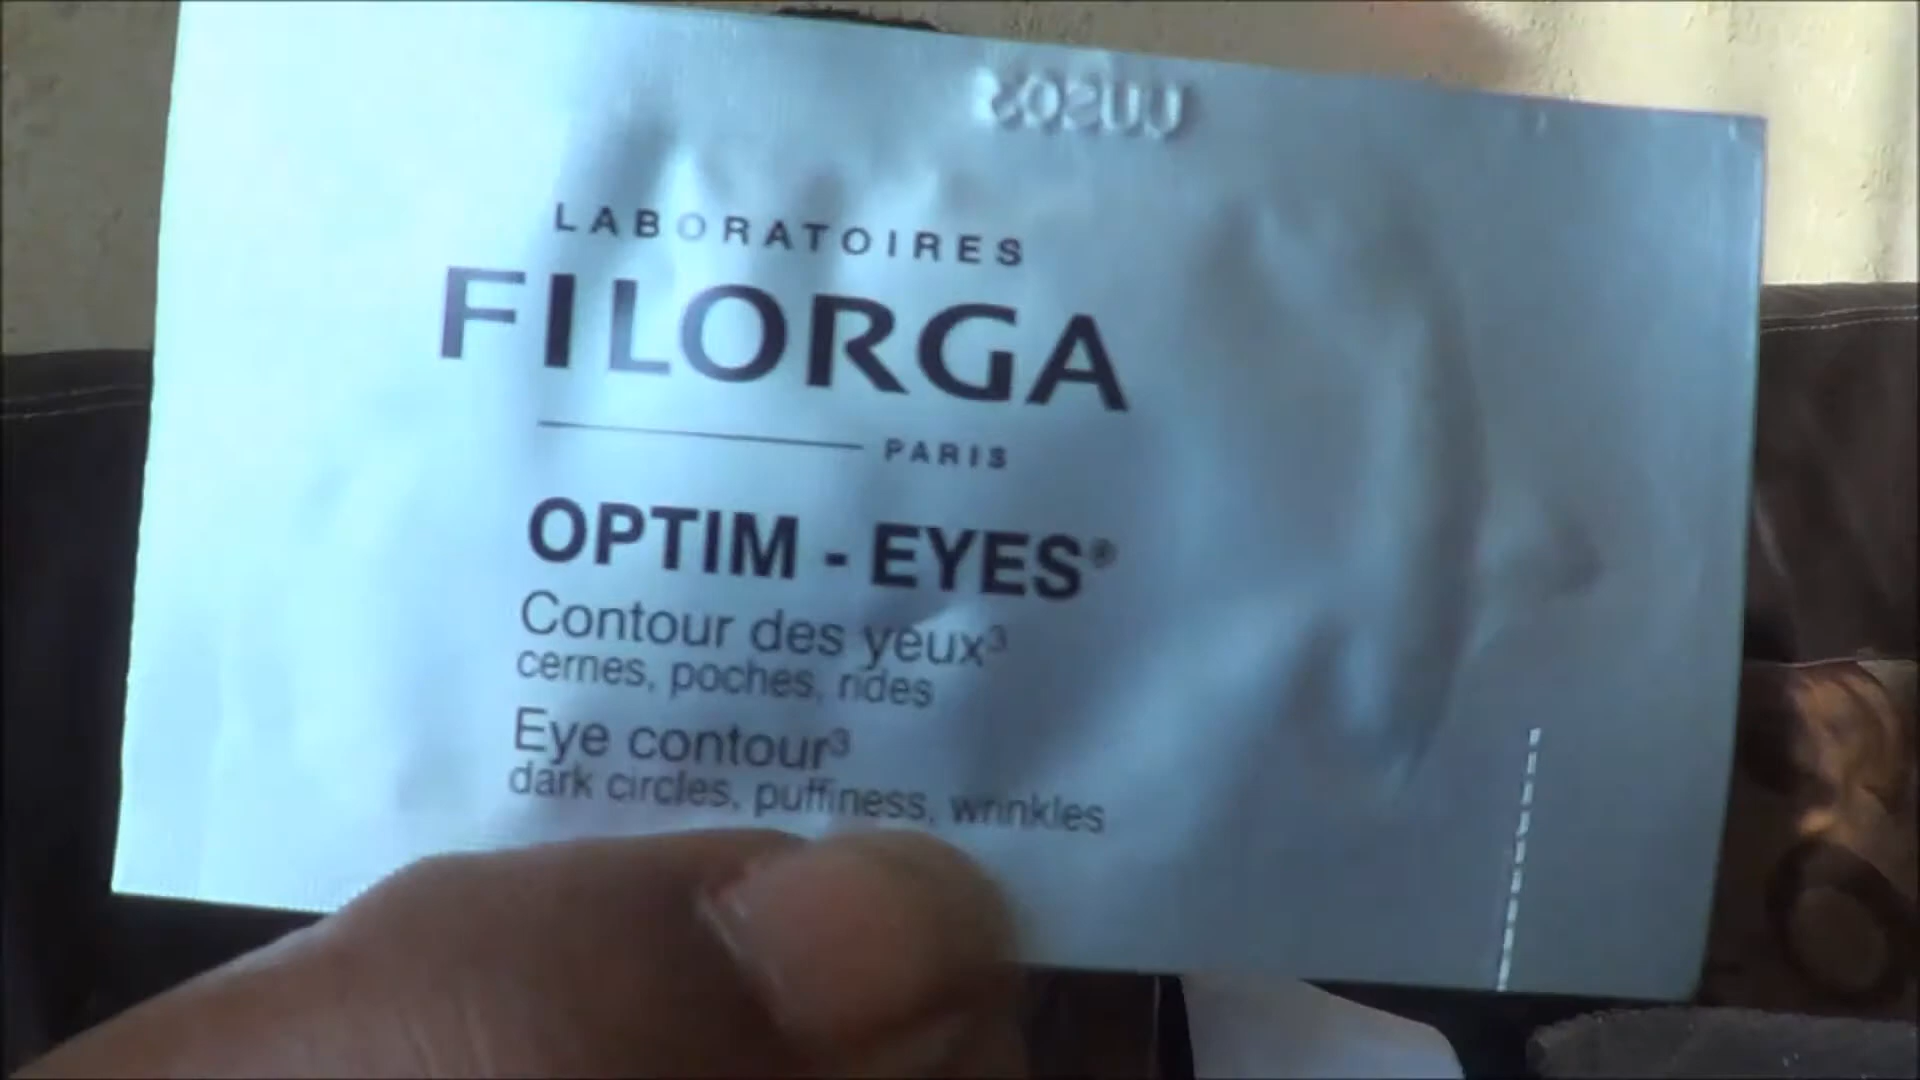 LABORATOIRES
FILORGA
PARIS
OPTIM - EYES®
Contour des yeux³
cernes, poches, rides
Eye contour³
dark circles, puffiness, wrinkles